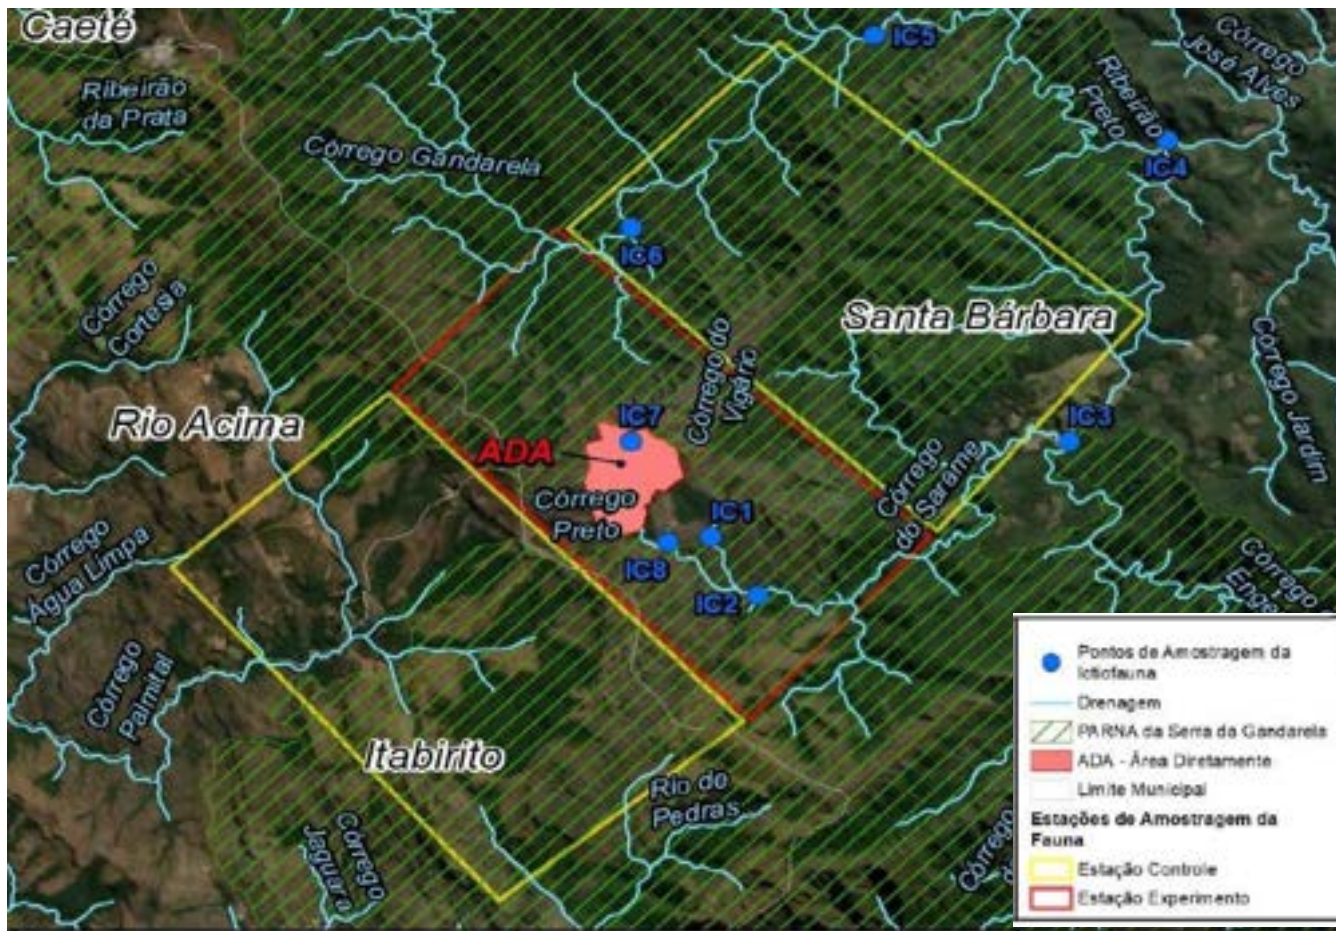 Caeté
IC5
Córrego
José Alves
Ribeirão
Preto
Ribeirão
da Prata
Córrego Gandarela
IC4
IC6
Córrego
Cortesia
Santa Bárbara
Córrego do
Vigário
Córrego Jardim
Rio Acima
IC7
IC3
ADA
Córrego
do Sarame
Córrego
Preto
IC1
Córrego
Água Limpa
IC8
IC2
Córrego
Enge
Córrego
Palmital
Itabirito
Rio de
Pedras
Córrego
Jaguara
Córrego
Pontos de Amostragem da
Ictiofauna
Drenagem
PARNA da Serra da Gandarela
ADA - Área Diretamente
Limite Municipal
Estações de Amostragem da
Fauna
Estação Controle
Estação Experimento